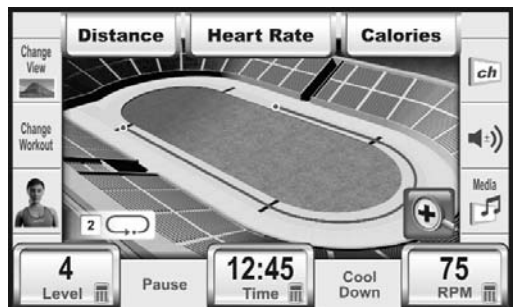 Distance
Heart Rate
Calories
Change
View
ch
Change
Workout
±
Media
2
4
Level
Pause
12:45
Time
Cool
Down
75
RPM